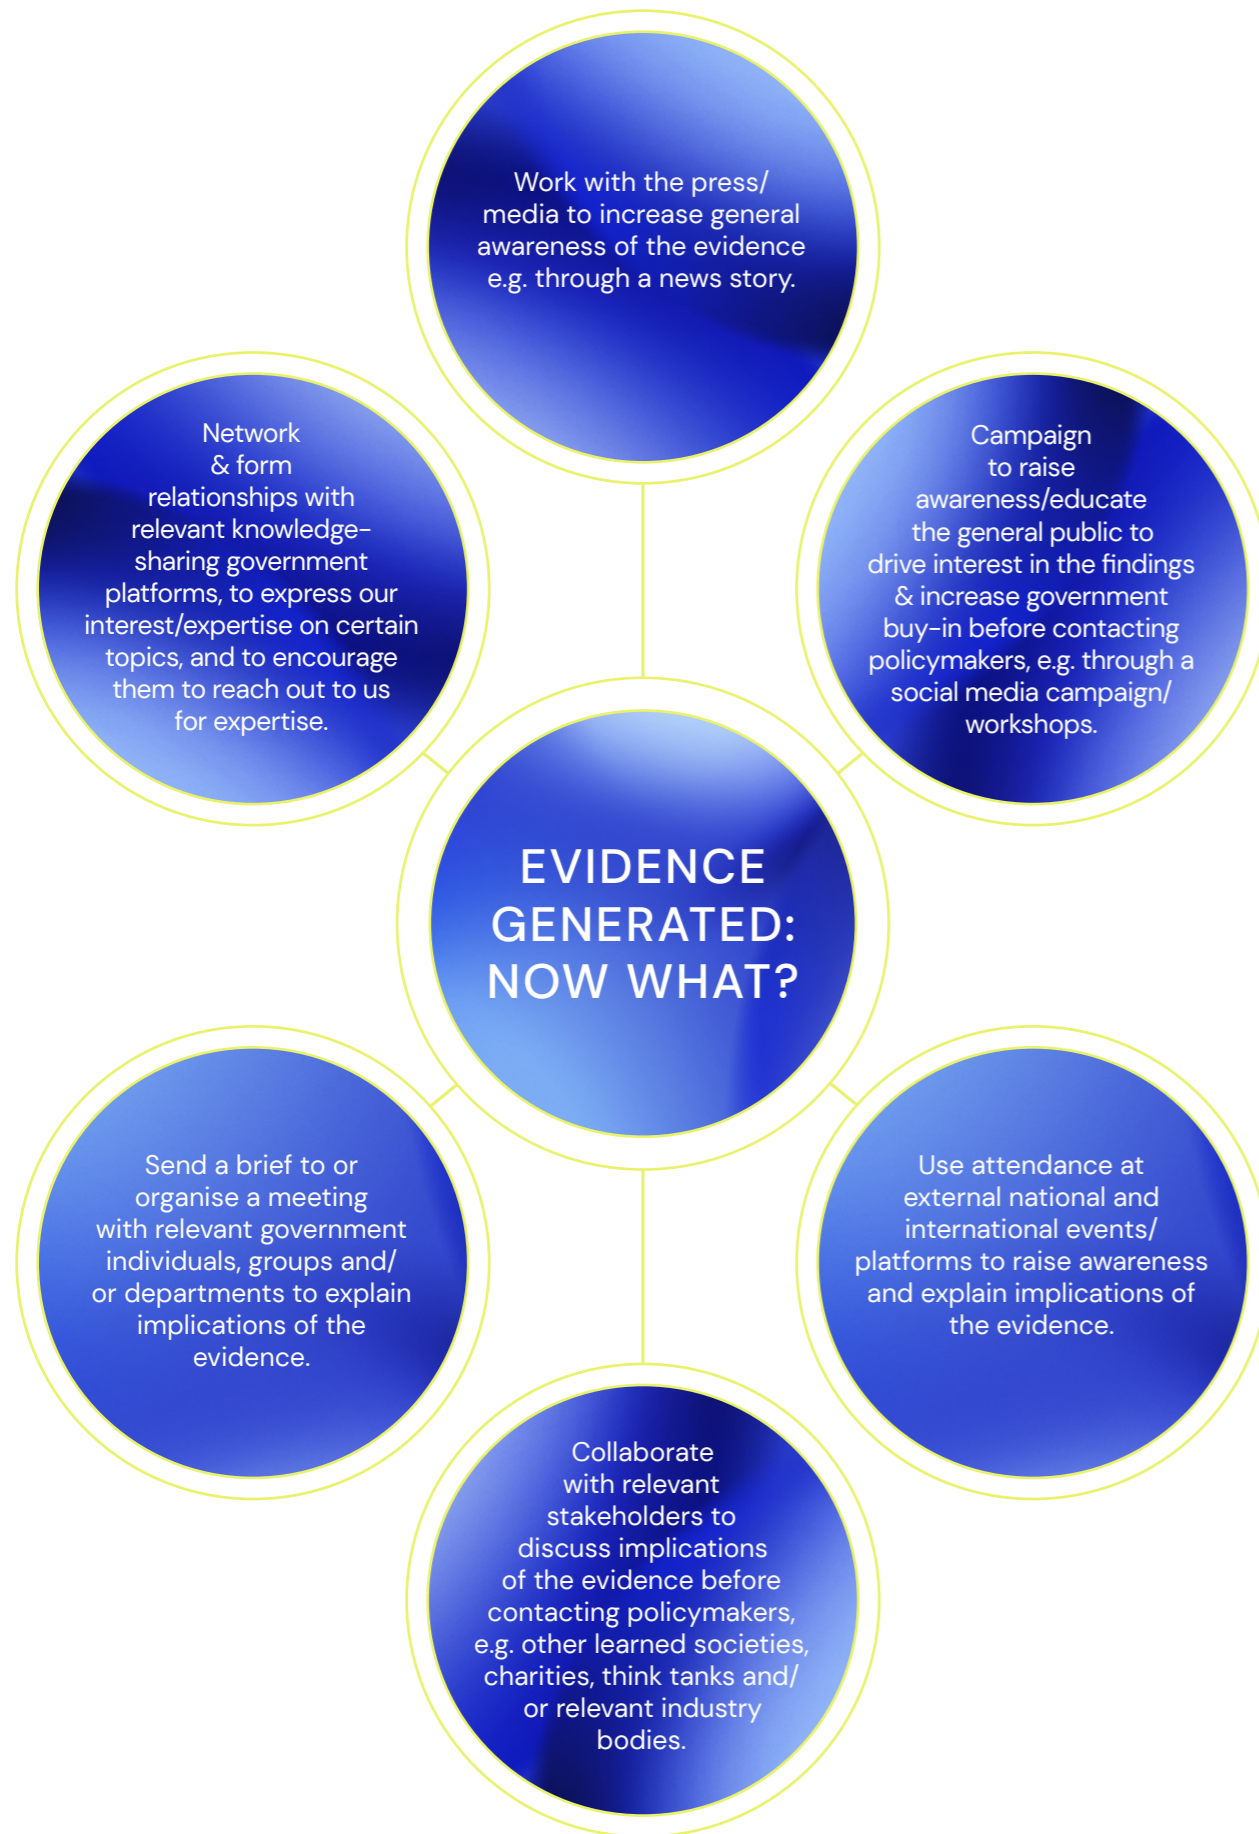 Work with the press/
media to increase general
awareness of the evidence
e.g. through a news story.
Network
& form
relationships with
relevant knowledge-
sharing government
platforms, to express our
interest/expertise on certain
topics, and to encourage
them to reach out to us
for expertise.
Campaign
to raise
awareness/educate
the general public to
drive interest in the findings
& increase government
buy-in before contacting
policymakers, e.g. through a
social media campaign/
workshops.
EVIDENCE
GENERATED:
NOW WHAT?
Send a brief to or
organise a meeting
with relevant government
individuals, groups and/
or departments to explain
implications of the
evidence.
Use attendance at
external national and
international events/
platforms to raise awareness
and explain implications of
the evidence.
Collaborate
with relevant
stakeholders to
discuss implications
of the evidence before
contacting policymakers,
e.g. other learned societies,
charities, think tanks and/
or relevant industry
bodies.